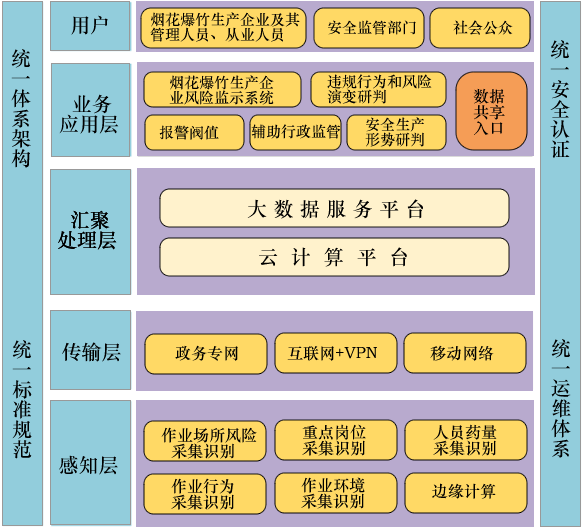 统一体系架构
统一标准规范
用户
烟花爆竹生产企业及其
管理人员、从业人员
安全监管部门
社会公众
业务
应用层
烟花爆竹生产企
业风险监示系统
违规行为和风险
演变研判
报警阀值
辅助行政监管
安全生产
形势研判
数据
共享
入口
汇聚
处理层
大数据服务平台
云计算平台
传输层
政务专网
互联网+VPN
移动网络
感知层
作业场所风险
采集识别
重点岗位
采集识别
人员药量
采集识别
作业行为
采集识别
作业环境
采集识别
边缘计算
统一安全认证
统一运维体系